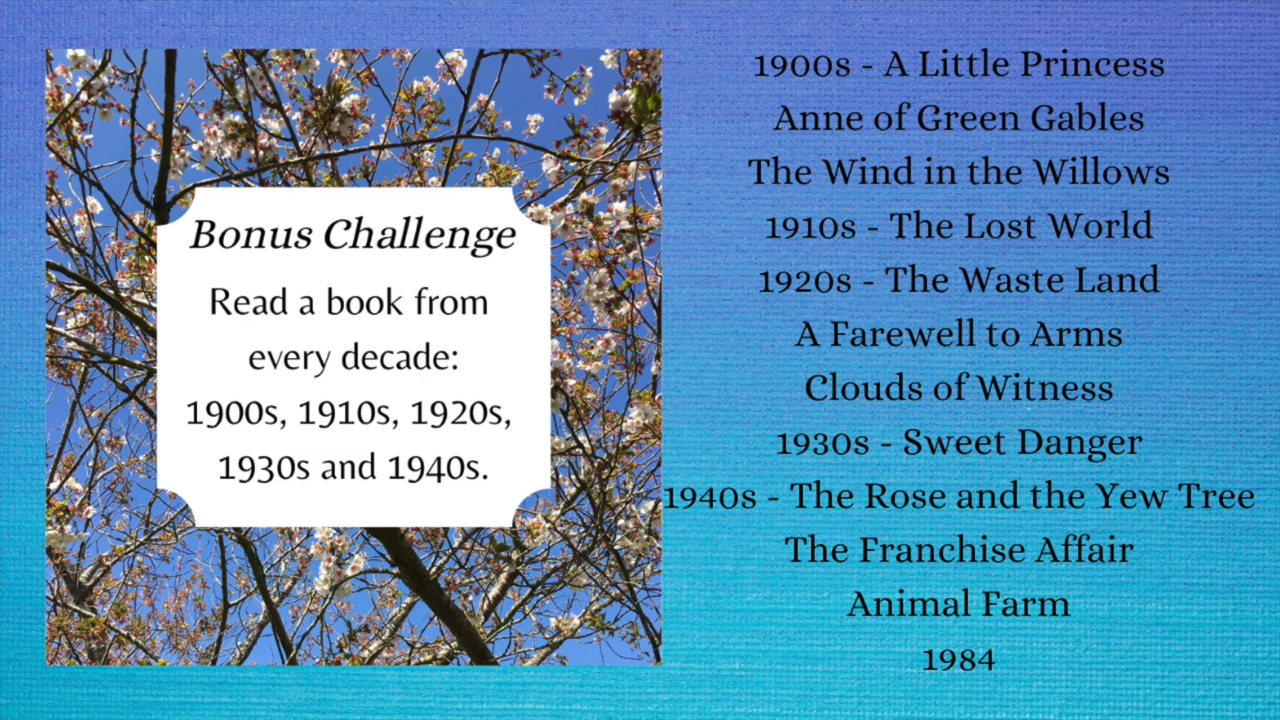 Bonus Challenge
Read a book from
every decade:
1900s, 1910s, 1920s,
1930s and 1940s.
1900s - A Little Princess
Anne of Green Gables
The Wind in the Willows
1910s - The Lost World
1920s - The Waste Land
A Farewell to Arms
Clouds of Witness
1930s - Sweet Danger
1940s - The Rose and the Yew Tree
The Franchise Affair
Animal Farm
1984